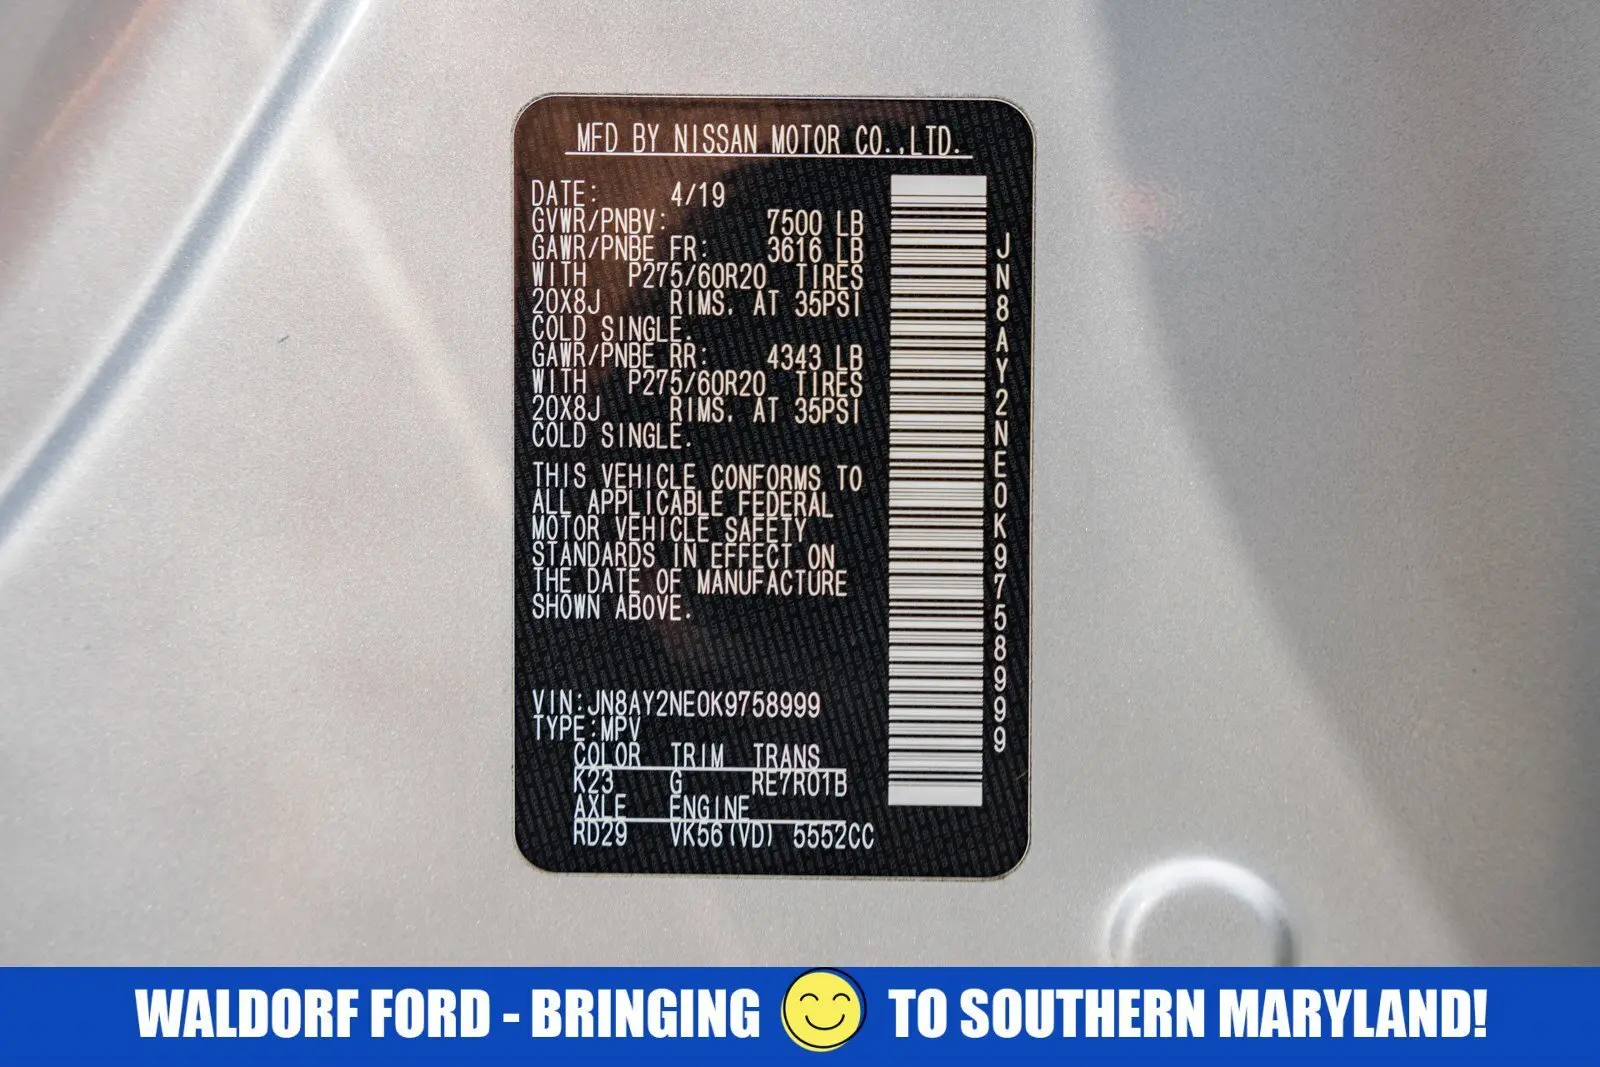 MFD BY NISSAN MOTOR CO.,LTD.
DATE: 4/19
GVWR/PNBV: 7500 LB
GAWR/PNBE FR: 3616 LB
WITH P275/60R20 TIRES
20X8J RIMS. AT 35PSI
COLD SINGLE.
GAWR/PNBE RR: 4343 LB
WITH P275/60R20 TIRES
20X8J RIMS. AT 35PSI
COLD SINGLE.
THIS VEHICLE CONFORMS TO
ALL APPLICABLE FEDERAL
MOTOR VEHICLE SAFETY
STANDARDS IN EFFECT ON
THE DATE OF MANUFACTURE
SHOWN ABOVE.
VIN:JN8AY2NE0K9758999
TYPE:MPV
COLOR TRIM TRANS
K23 G RE7R01B
AXLE ENGINE
RD29 VK56(VD) 5552CC
JN8AY2NE0K9758999
WALDORF FORD - BRINGING TO SOUTHERN MARYLAND!